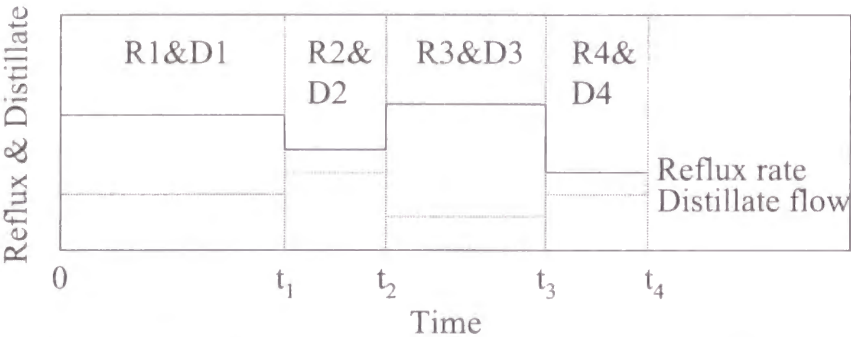 Reflux & Distillate
R1&D1
R2&
D2
R3&D3
R4&
D4
Reflux rate
Distillate flow
0
t₁
t₂
t₃
t₄
Time